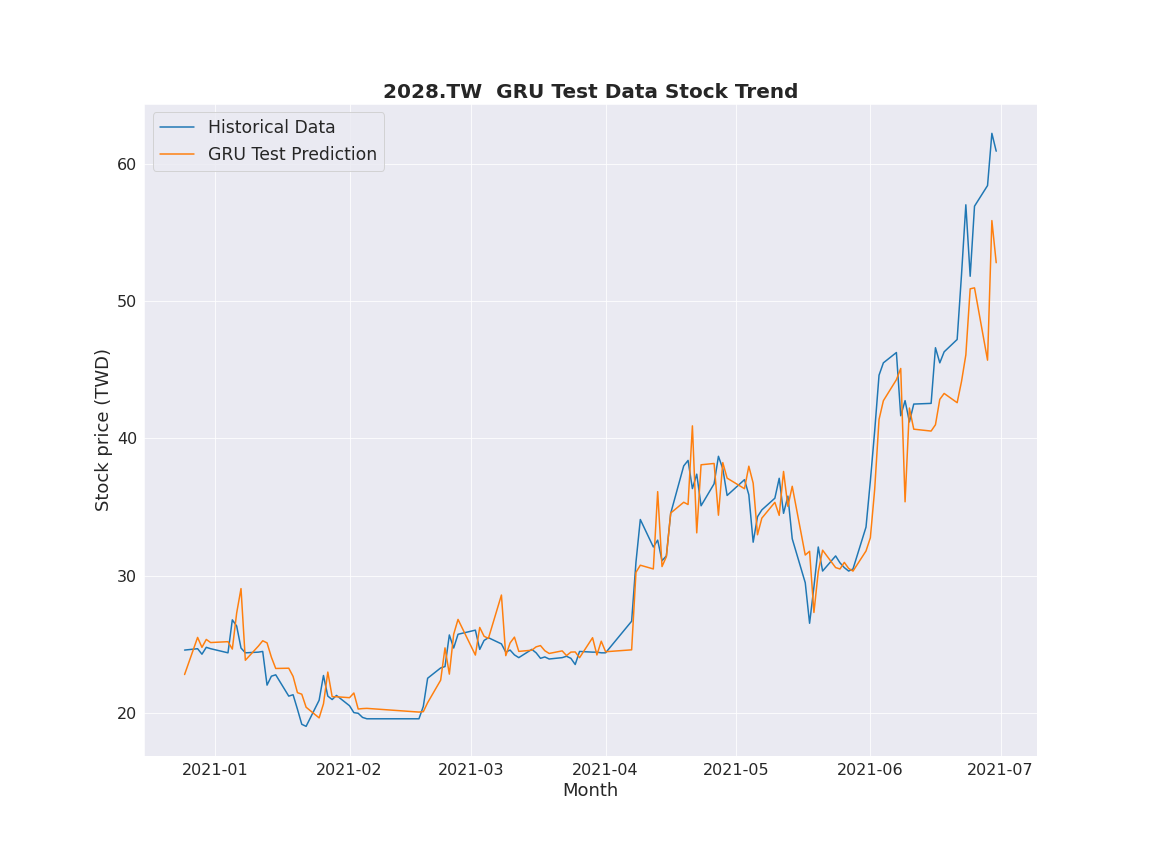 2028.TW  GRU Test Data Stock Trend
Historical Data
GRU Test Prediction
Stock price (TWD)
60
50
40
30
20
2021-01 2021-02 2021-03 2021-04 2021-05 2021-06 2021-07
Month